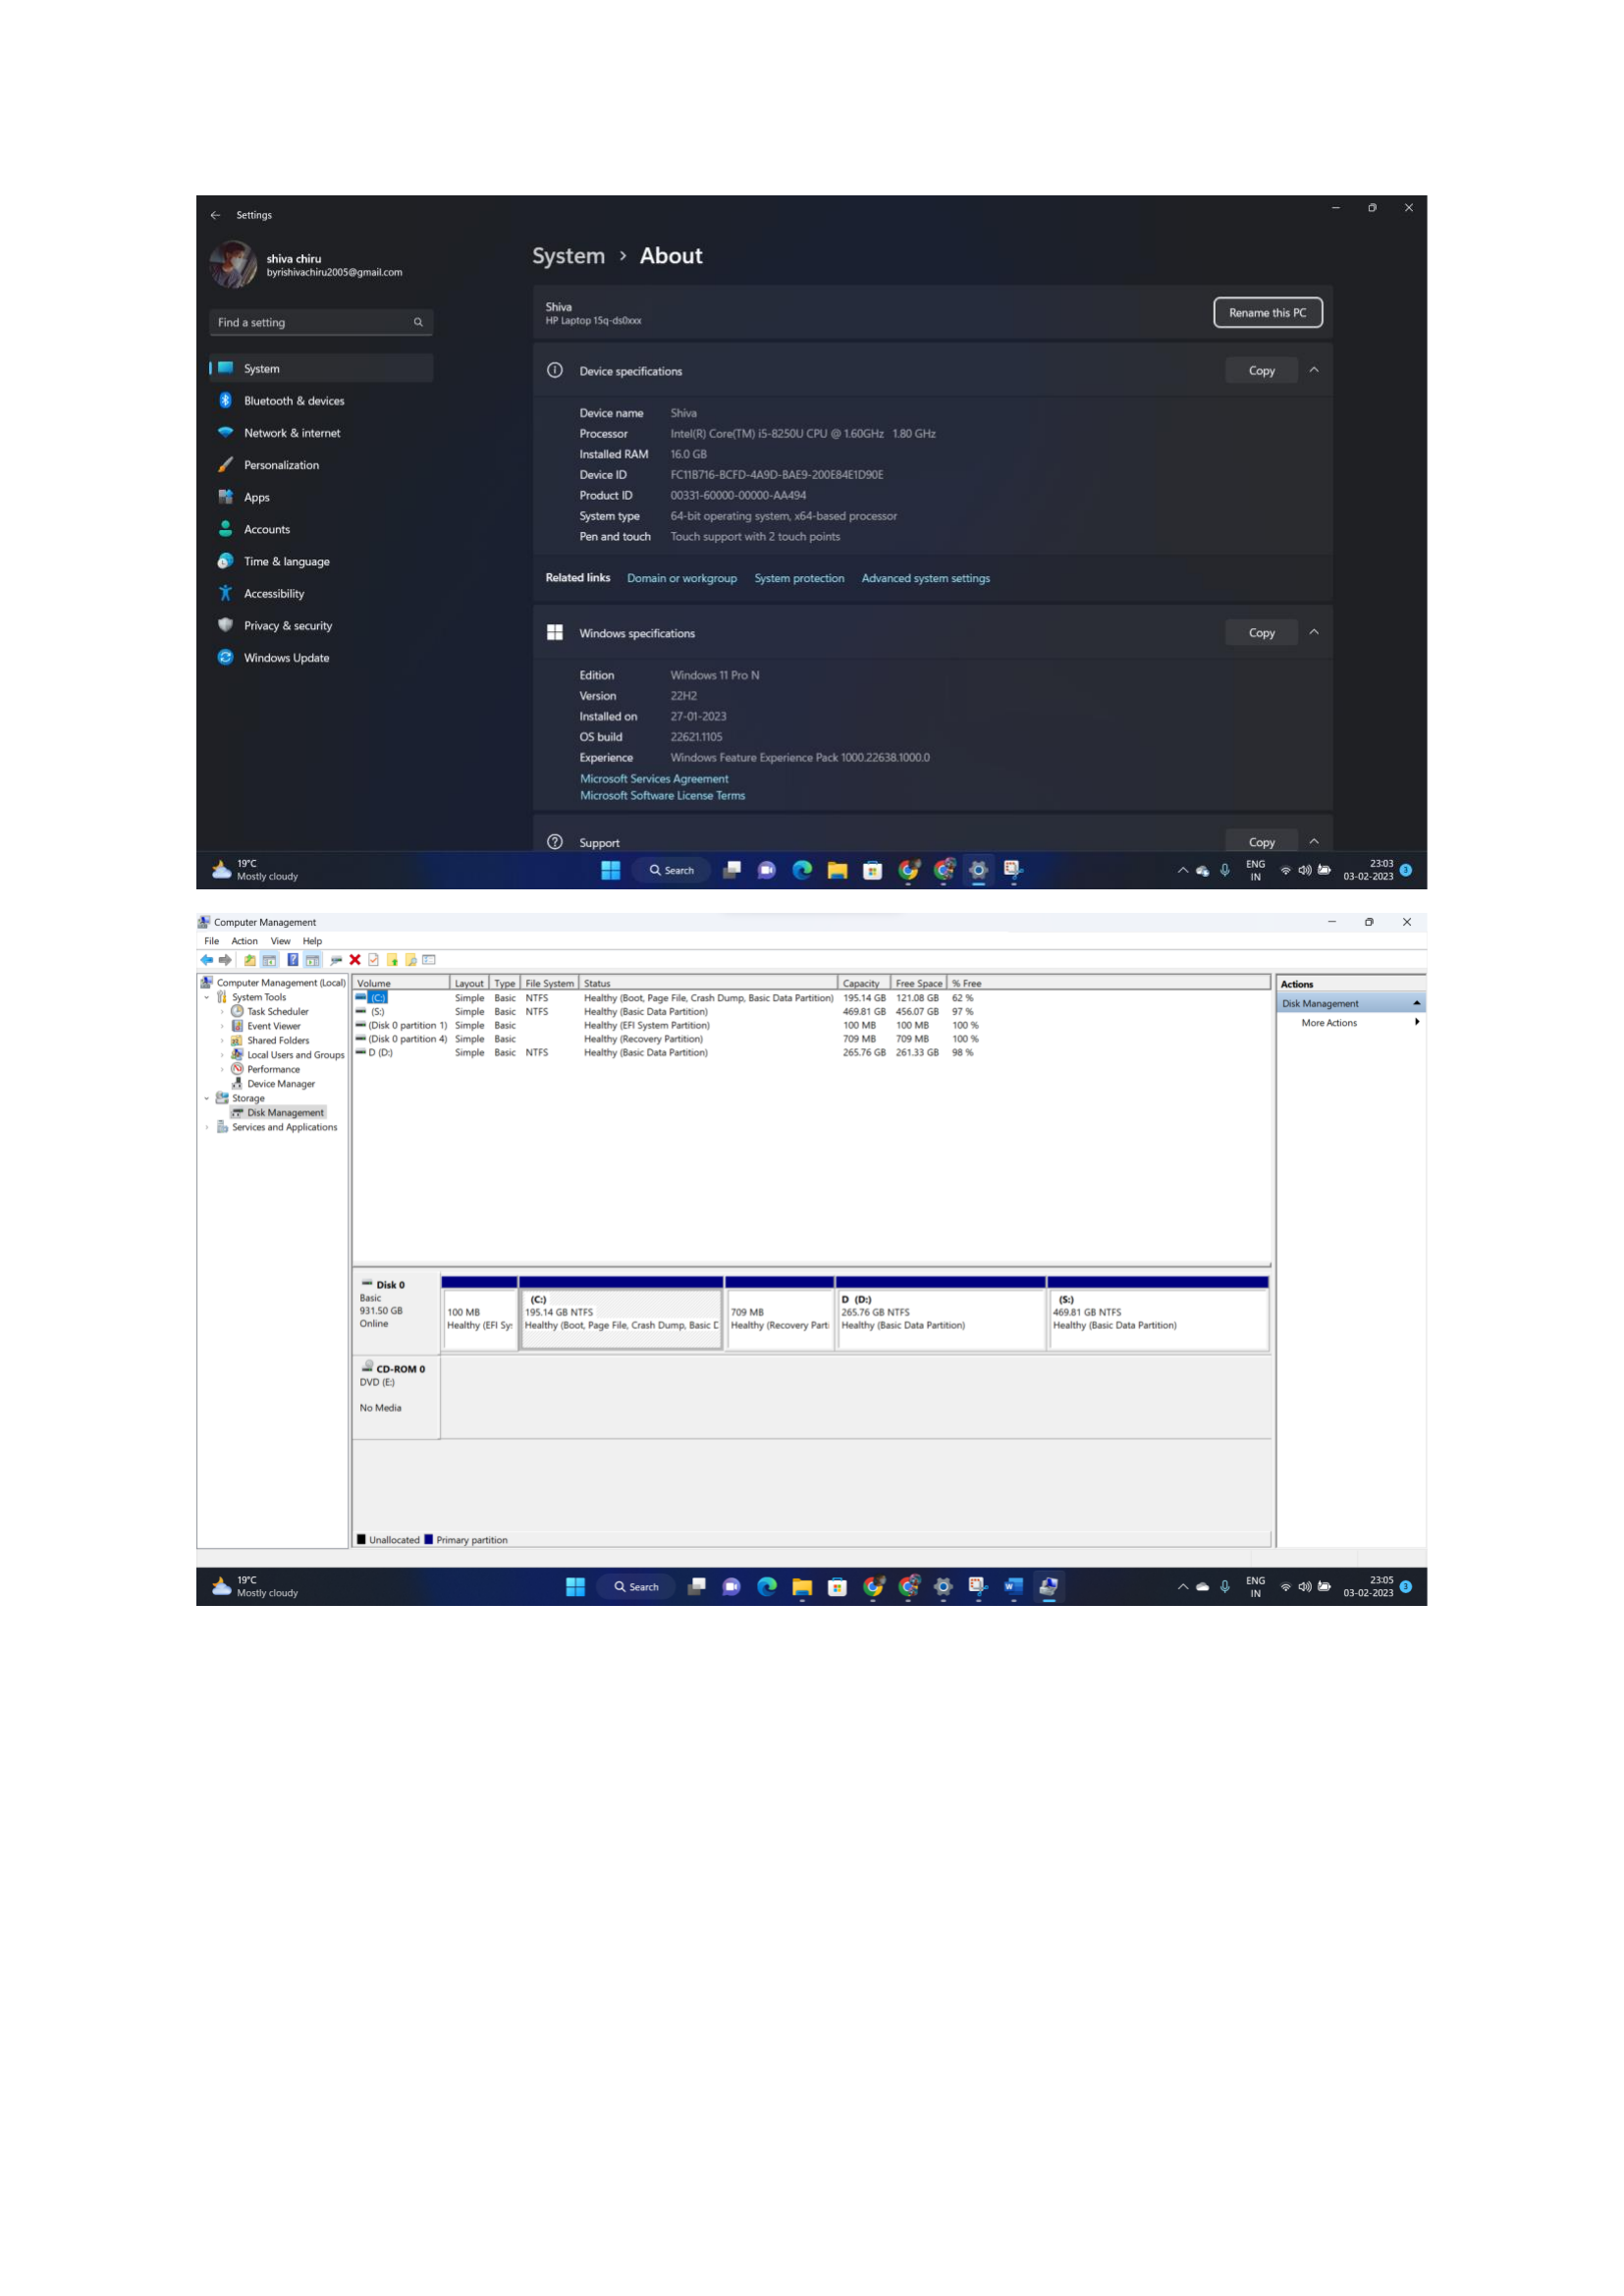 Settings
shiva chiru
byrishivachiru2005@gmail.com
Find a setting
System
Bluetooth & devices
Network & internet
Personalization
Apps
Accounts
Time & language
Accessibility
Privacy & security
Windows Update
System > About
Shiva
HP Laptop 15q-ds0xxx
Rename this PC
Device specifications Copy
Device name Shiva
Processor Intel(R) Core(TM) i5-8250U CPU @ 1.60GHz 1.80 GHz
Installed RAM 16.0 GB
Device ID FC11B716-BCFD-4A9D-BAE9-200E84E1D90E
Product ID 00331-60000-00000-AA494
System type 64-bit operating system, x64-based processor
Pen and touch Touch support with 2 touch points
Related links Domain or workgroup System protection Advanced system settings
Windows specifications Copy
Edition Windows 11 Pro N
Version 22H2
Installed on 27-01-2023
OS build 22621.1105
Experience Windows Feature Experience Pack 1000.22638.1000.0
Microsoft Services Agreement
Microsoft Software License Terms
Support Copy
19°C
Mostly cloudy
Search
ENG
IN
23:03
03-02-2023
3
Computer Management
File Action View Help
Computer Management (Local)
System Tools
Task Scheduler
Event Viewer
Shared Folders
Local Users and Groups
Performance
Device Manager
Storage
Disk Management
Services and Applications
Volume Layout Type File System Status Capacity Free Space % Free
(C:) Simple Basic NTFS Healthy (Boot, Page File, Crash Dump, Basic Data Partition) 195.14 GB 121.08 GB 62 %
(S:) Simple Basic NTFS Healthy (Basic Data Partition) 469.81 GB 456.07 GB 97 %
(Disk 0 partition 1) Simple Basic Healthy (EFI System Partition) 100 MB 100 MB 100 %
(Disk 0 partition 4) Simple Basic Healthy (Recovery Partition) 709 MB 709 MB 100 %
D (D:) Simple Basic NTFS Healthy (Basic Data Partition) 265.76 GB 261.33 GB 98 %
Actions
Disk Management
More Actions
Disk 0
Basic
931.50 GB
Online
100 MB
Healthy (EFI Sy
(C:)
195.14 GB NTFS
Healthy (Boot, Page File, Crash Dump, Basic D
709 MB
Healthy (Recovery Parti
D (D:)
265.76 GB NTFS
Healthy (Basic Data Partition)
(S:)
469.81 GB NTFS
Healthy (Basic Data Partition)
CD-ROM 0
DVD (E:)
No Media
Unallocated Primary partition
19°C
Mostly cloudy
Search
ENG
IN
23:05
03-02-2023
3